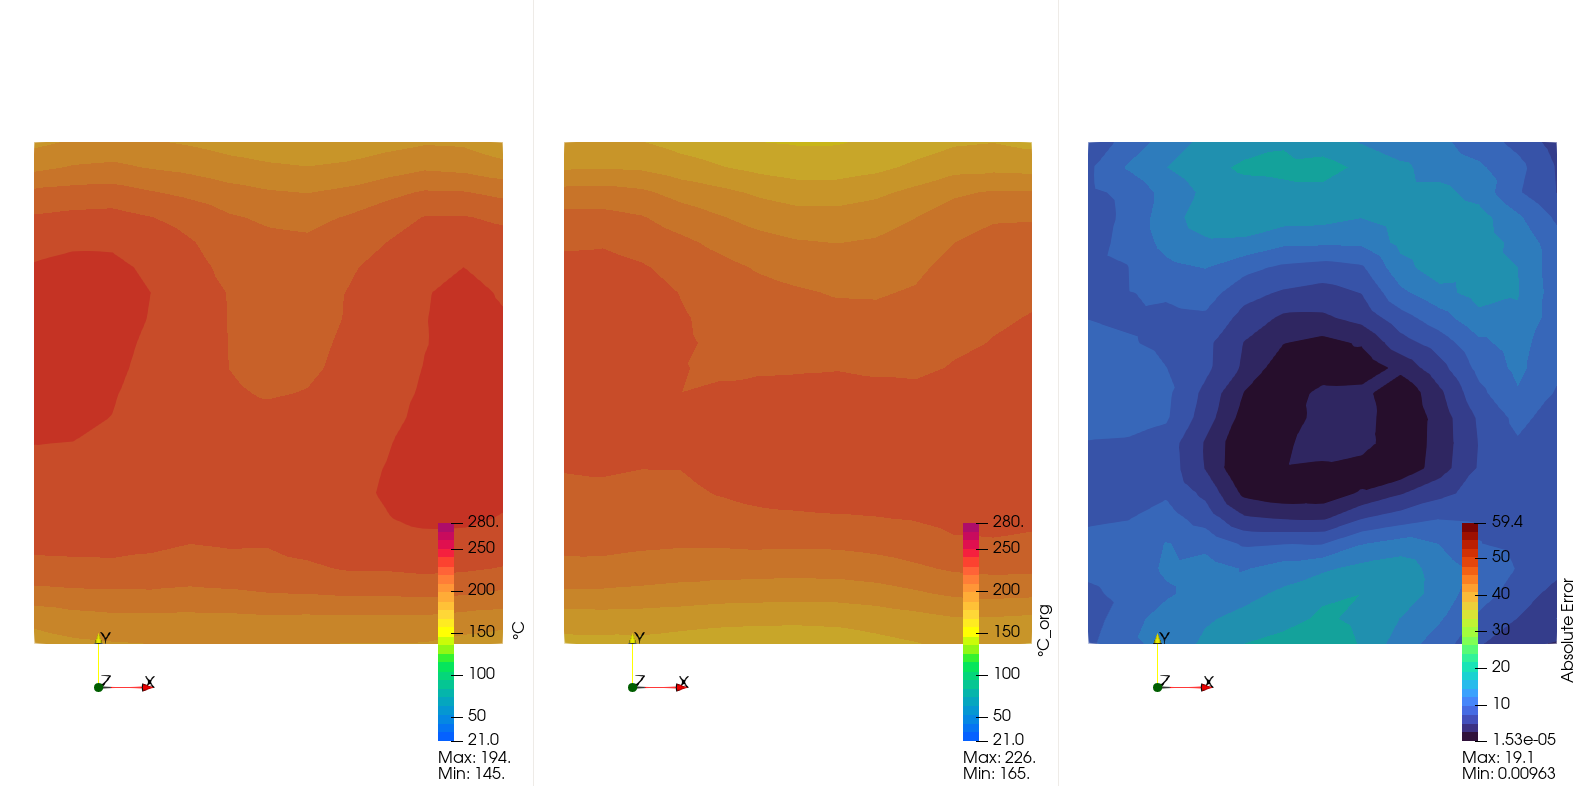 280.
250
200
150
100
50
21.0
°C
Max: 194.
Min: 145.
Y
Z
X
280.
250
200
150
100
50
21.0
°C_org
Max: 226.
Min: 165.
Y
Z
X
59.4
50
40
30
20
10
1.53e-05
Absolute Error
Max: 19.1
Min: 0.00963
Y
Z
X